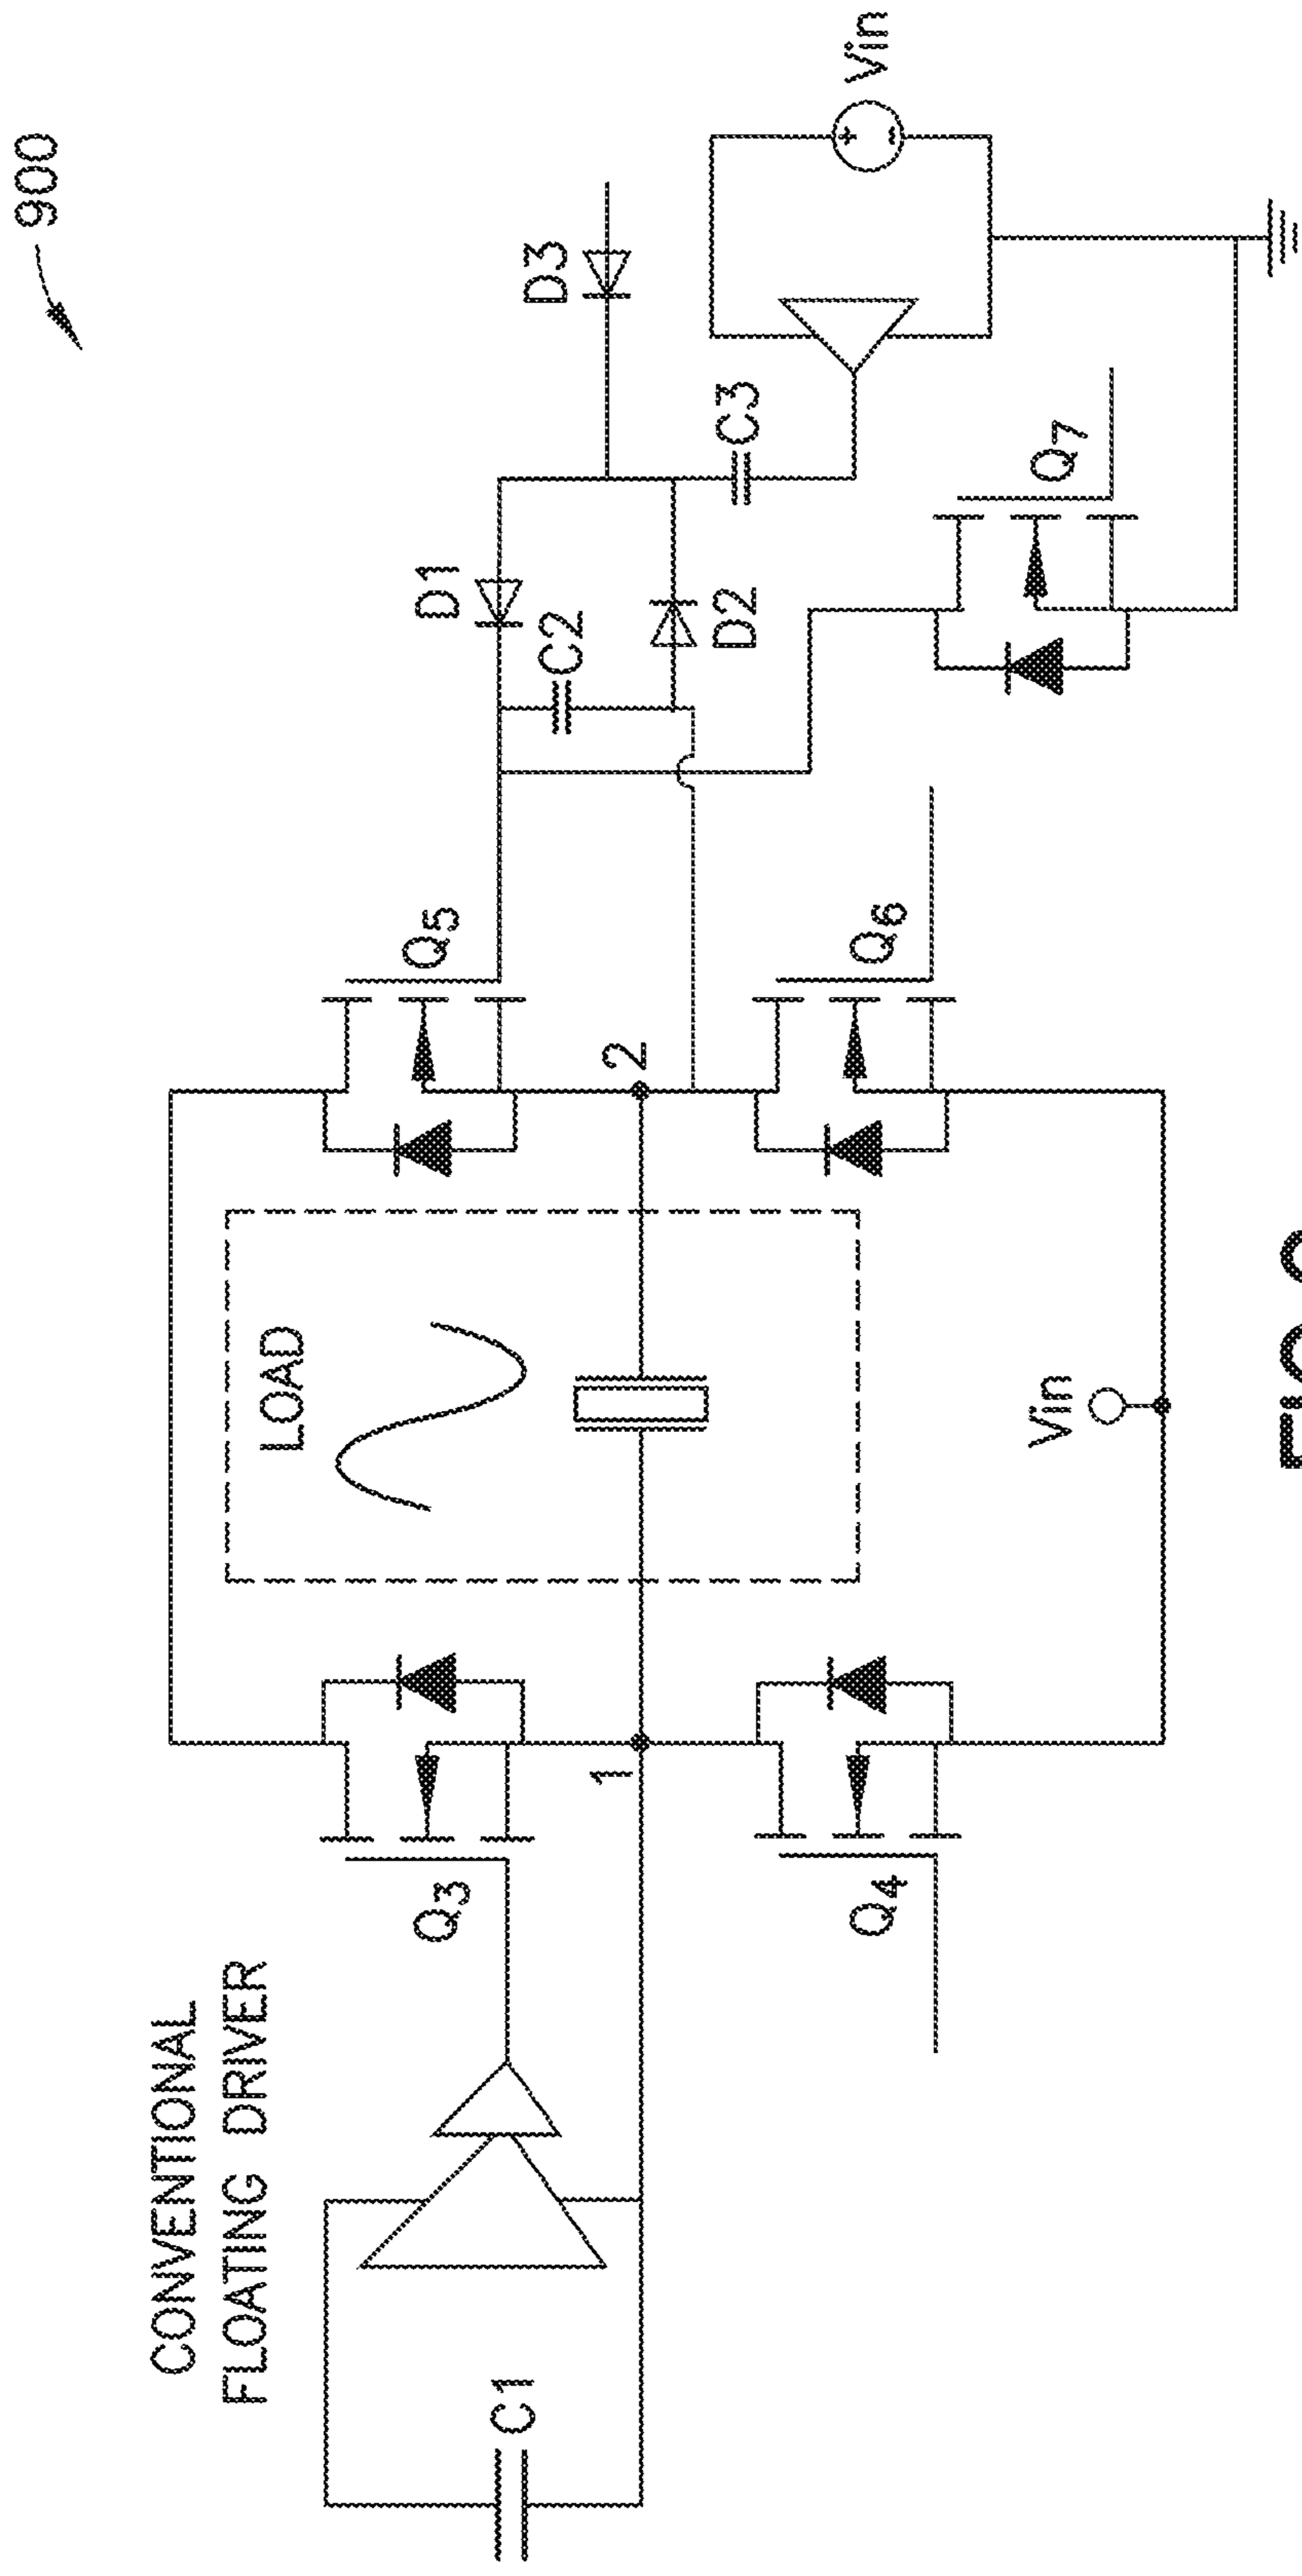 900
CONVENTIONAL
FLOATING DRIVER
C1
Q3
Q4
1
LOAD
Vin
2
Q5
Q6
D1
C2
D2
D3
C3
Q7
+
-
Vin